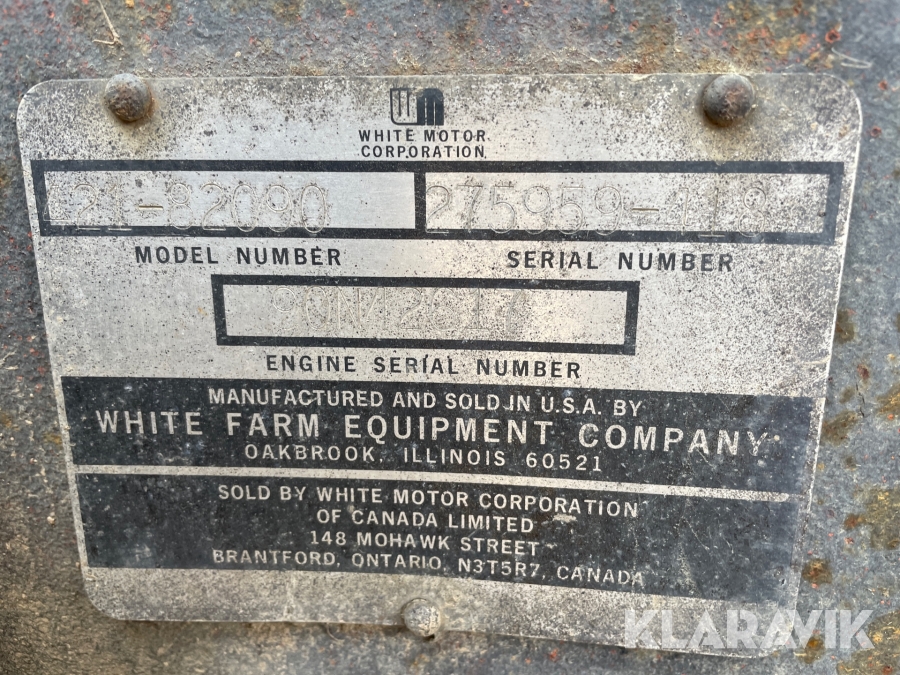 WHITE MOTOR
CORPORATION
21-82090
275959-418
MODEL NUMBER
SERIAL NUMBER
ENGINE SERIAL NUMBER
MANUFACTURED AND SOLD IN U.S.A. BY
WHITE FARM EQUIPMENT COMPANY
OAKBROOK, ILLINOIS 60521
SOLD BY WHITE MOTOR CORPORATION
OF CANADA LIMITED
148 MOHAWK STREET
BRANTFORD, ONTARIO, N3T5R7, CANADA
KLARAVIK